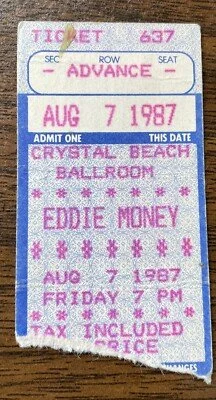 TICKET 637
SEC ROW SEAT
- ADVANCE -
AUG 7 1987
ADMIT ONE THIS DATE
CRYSTAL BEACH
BALLROOM
* * * * * * * *
EDDIE MONEY
* * * * * * * *
AUG 7 1987
FRIDAY 7 PM
TAX INCLUDED
PRICE